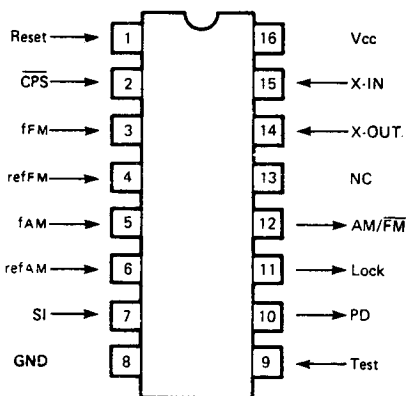 Reset 1 16 Vcc
CPS 2 15 X-IN
fFM 3 14 X-OUT.
refFM 4 13 NC
fAM 5 12 AM/FM
refAM 6 11 Lock
SI 7 10 PD
GND 8 9 Test